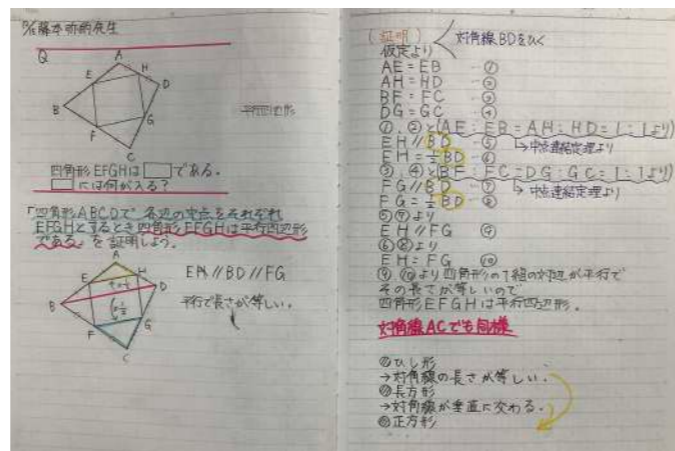 Q
A
E
H
D
B
G
F
C
平行四辺形
四角形EFGHは□である。
□には何が入る?
「四角形ABCDで各辺の中点をそれぞれ
EFGHとするとき四角形EFGHは平行四辺形
である」を証明しよう。
A
E
H
D
B
G
F
C
EH//BD//FG
平行で長さが等しい。
(証明)
対角線BDをひく
仮定より
AE=EB …①
AH=HD …②
BF=FC …③
DG=GC …④
①,②と(AE:EB=AH:HD=1:1より)
EH//BD …⑤
→中点連結定理より
EH=½BD …⑥
③,④と(BF:FC=DG:GC=1:1より)
FG//BD …⑦
→中点連結定理より
FG=½BD …⑧
⑤⑦より
EH//FG ⑨
⑥⑧より
EH=FG ⑩
⑨,⑩より四角形の1組の対辺が平行で
その長さが等しいので
四角形EFGHは平行四辺形。
対角線ACでも同様
ひし形
→対角線の長さが等しい。
長方形
→対角線が垂直に交わる。
正方形